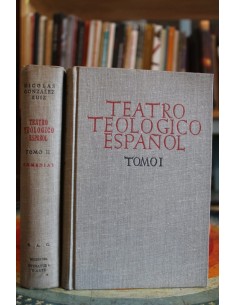 NICOLAS
GONZALEZ
RUIZ
TEATRO
TEOLOGICO
ESPAÑOL
TOMO II
COMEDIAS
B. A. C.
TEATRO
TEOLOGICO
ESPAÑOL
TOMO I